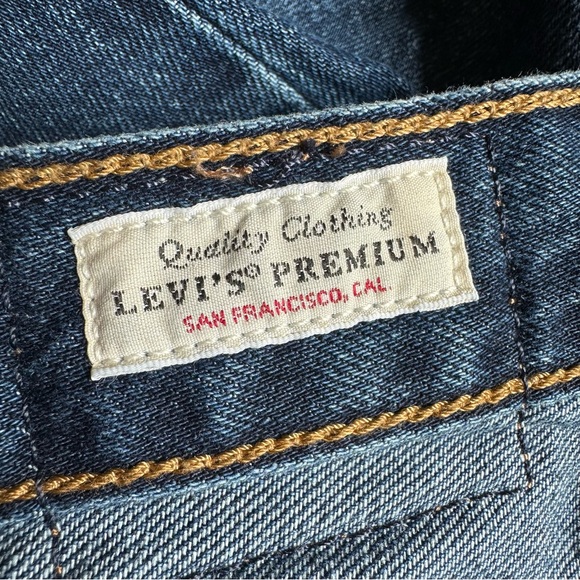 Quality Clothing
LEVI'S® PREMIUM
SAN FRANCISCO, CAL.